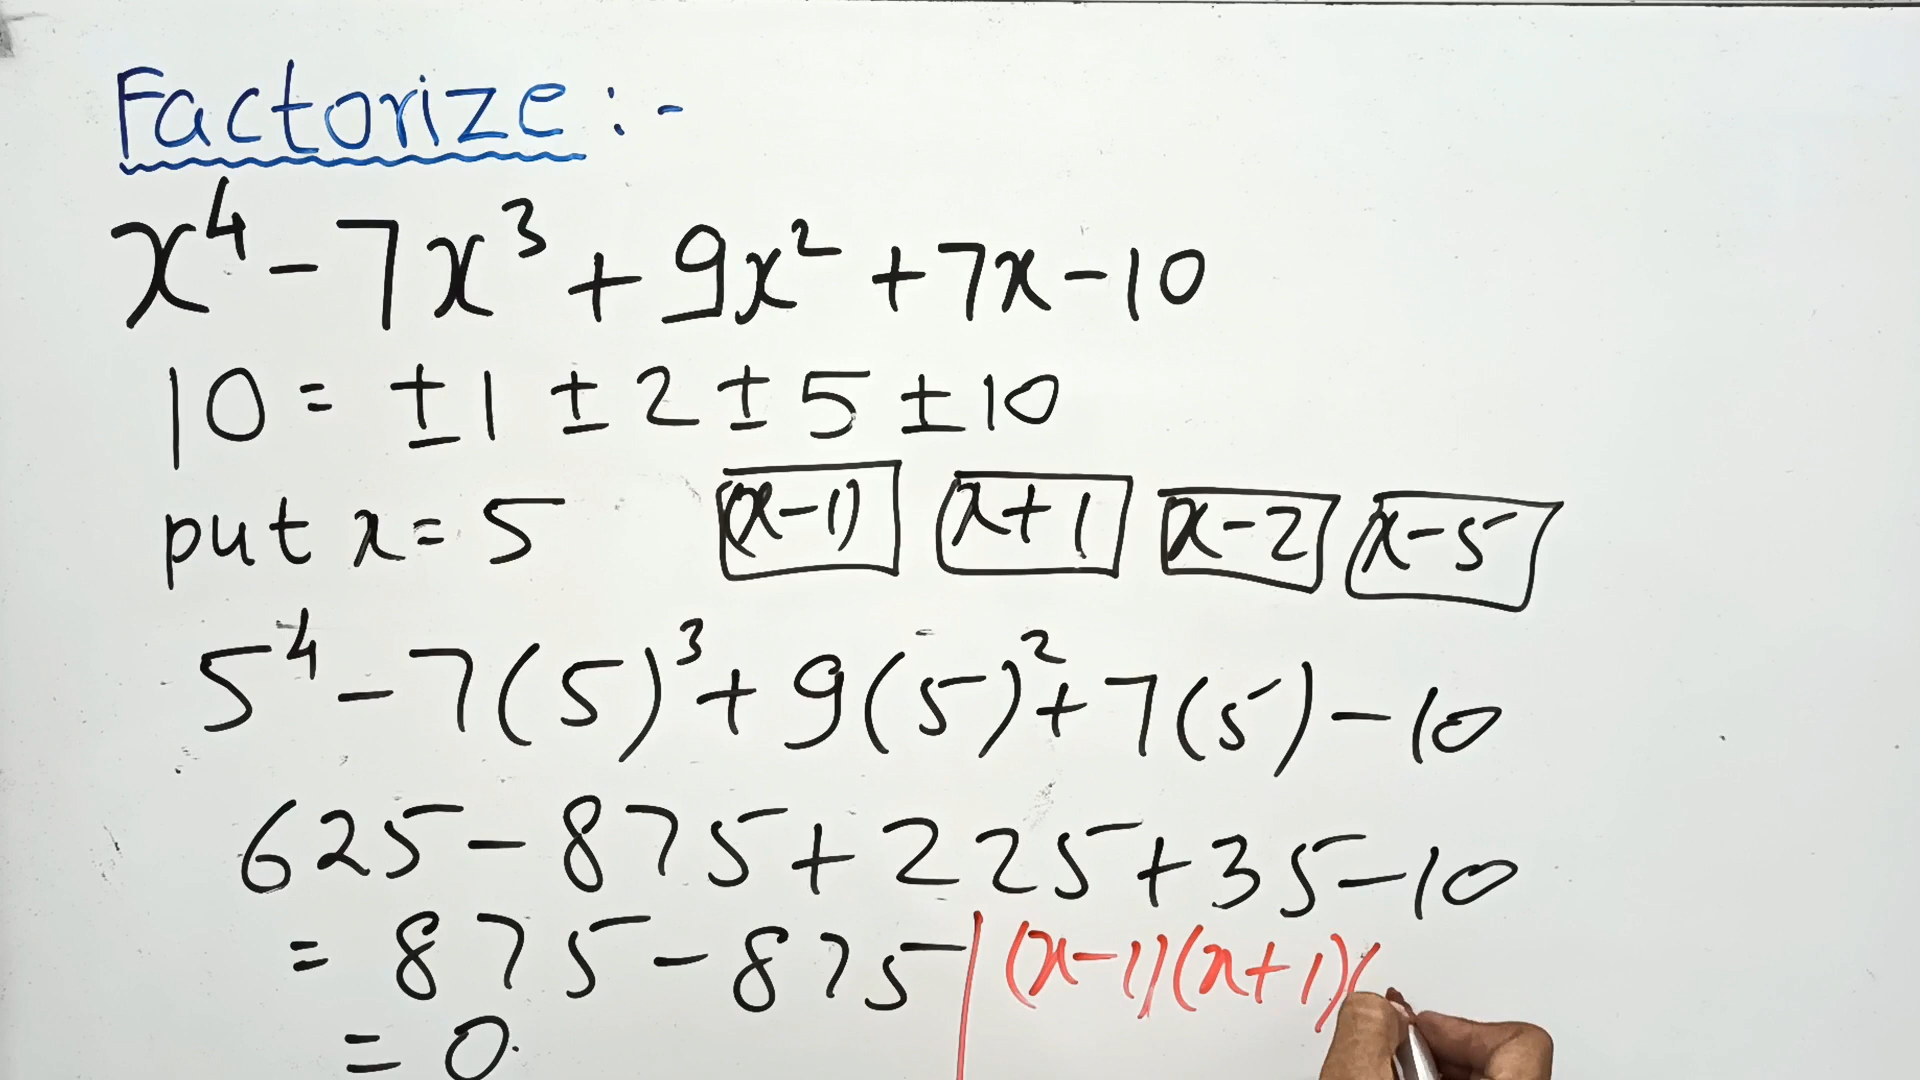 Factorize :-
x⁴ - 7x³ + 9x² + 7x - 10
10 = ±1 ±2 ±5 ±10
put x = 5 (x-1) x+1 x-2 x-5
5⁴ - 7(5)³ + 9(5)² + 7(5) - 10
625 - 875 + 225 + 35 - 10
= 875 - 875 (x-1)(x+1)(
= 0.